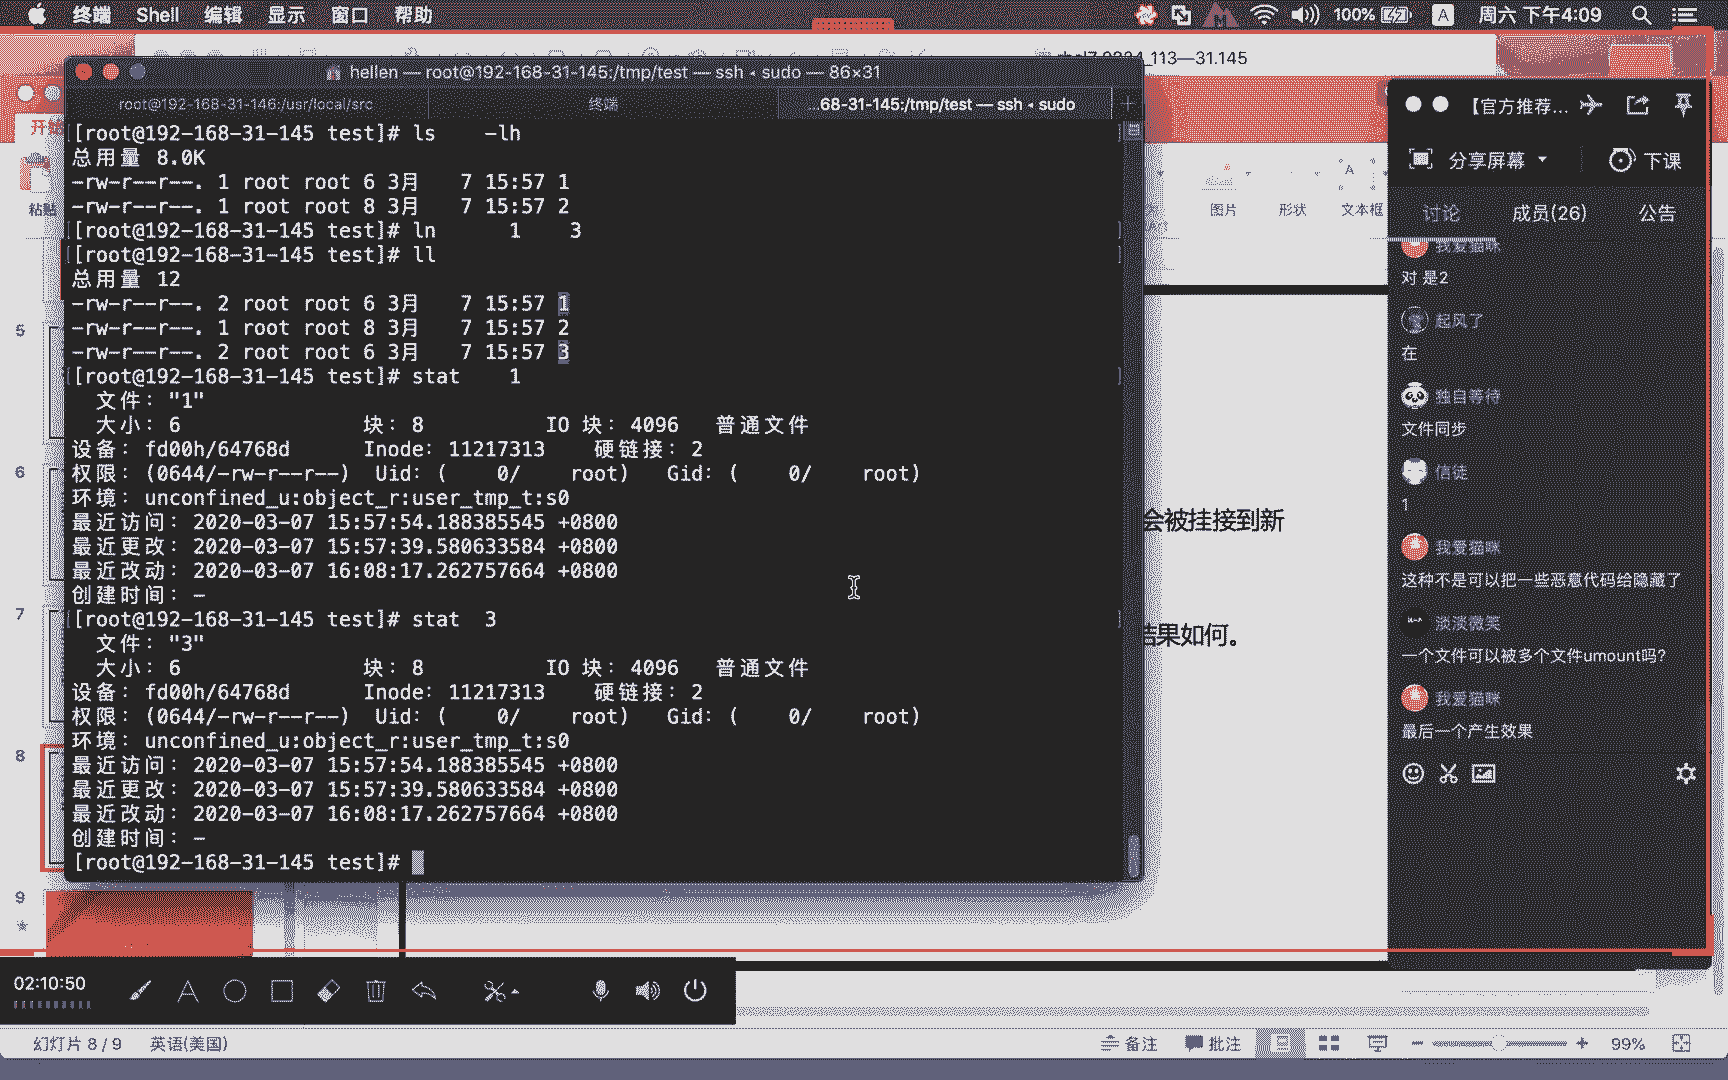 终端 Shell 编辑 显示 窗口 帮助
100% A 周六 下午4:09
113—31.145
hellen — root@192-168-31-145:/tmp/test — ssh ◂ sudo — 86×31
root@192-168-31-146:/usr/local/src 终端 ...68-31-145:/tmp/test — ssh ◂ sudo
[[root@192-168-31-145 test]# ls    -lh
总用量 8.0K
-rw-r--r--. 1 root root 6 3月    7 15:57 1
-rw-r--r--. 1 root root 8 3月    7 15:57 2
[[root@192-168-31-145 test]# ln      1    3
[[root@192-168-31-145 test]# ll
总用量 12
-rw-r--r--. 2 root root 6 3月    7 15:57 1
-rw-r--r--. 1 root root 8 3月    7 15:57 2
-rw-r--r--. 2 root root 6 3月    7 15:57 3
[[root@192-168-31-145 test]# stat    1
文件："1"
大小：6    块：8    IO 块：4096   普通文件
设备：fd00h/64768d    Inode：11217313    硬链接：2
权限：(0644/-rw-r--r--)  Uid：(    0/    root)   Gid：(    0/    root)
环境：unconfined_u:object_r:user_tmp_t:s0
最近访问：2020-03-07 15:57:54.188385545 +0800
最近更改：2020-03-07 15:57:39.580633584 +0800
最近改动：2020-03-07 16:08:17.262757664 +0800
创建时间：-
[[root@192-168-31-145 test]# stat  3
文件："3"
大小：6    块：8    IO 块：4096   普通文件
设备：fd00h/64768d    Inode：11217313    硬链接：2
权限：(0644/-rw-r--r--)  Uid：(    0/    root)   Gid：(    0/    root)
环境：unconfined_u:object_r:user_tmp_t:s0
最近访问：2020-03-07 15:57:54.188385545 +0800
最近更改：2020-03-07 15:57:39.580633584 +0800
最近改动：2020-03-07 16:08:17.262757664 +0800
创建时间：-
[root@192-168-31-145 test]#
开始
粘贴
5
6
7
8
9
图片 形状 文本框
会被挂接到新
结果如何。
【官方推荐...
分享屏幕 下课
讨论 成员(26) 公告
我爱猫咪
对 是2
起风了
在
独自等待
文件同步
信徒
1
我爱猫咪
这种不是可以把一些恶意代码给隐藏了
淡淡微笑
一个文件可以被多个文件umount吗?
我爱猫咪
最后一个产生效果
02:10:50
幻灯片 8 / 9 英语(美国) 备注 批注 99%